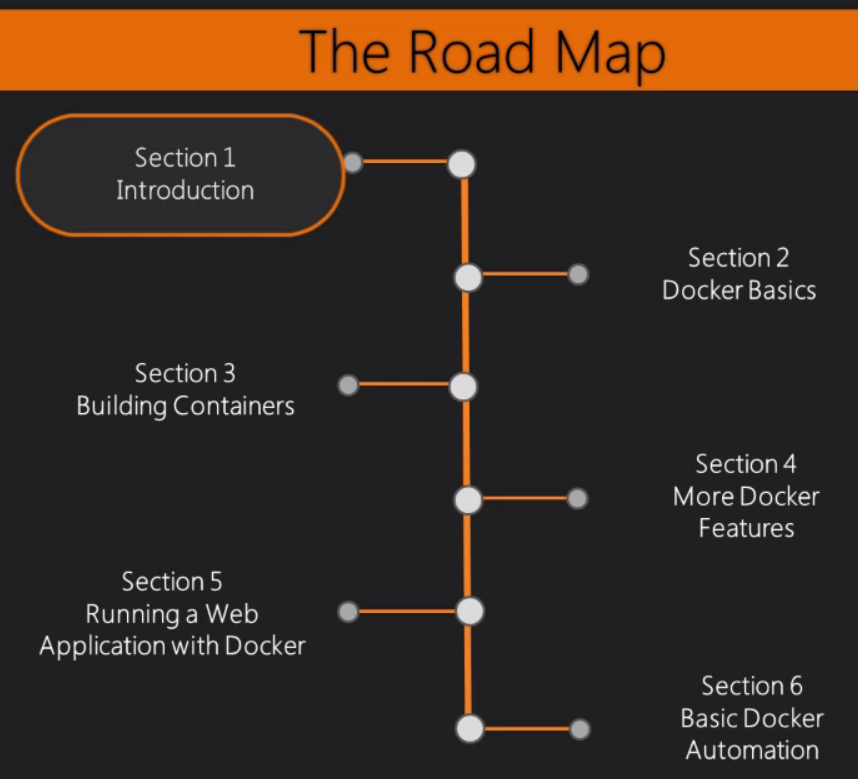 The Road Map
Section 1
Introduction
Section 2
Docker Basics
Section 3
Building Containers
Section 4
More Docker
Features
Section 5
Running a Web
Application with Docker
Section 6
Basic Docker
Automation